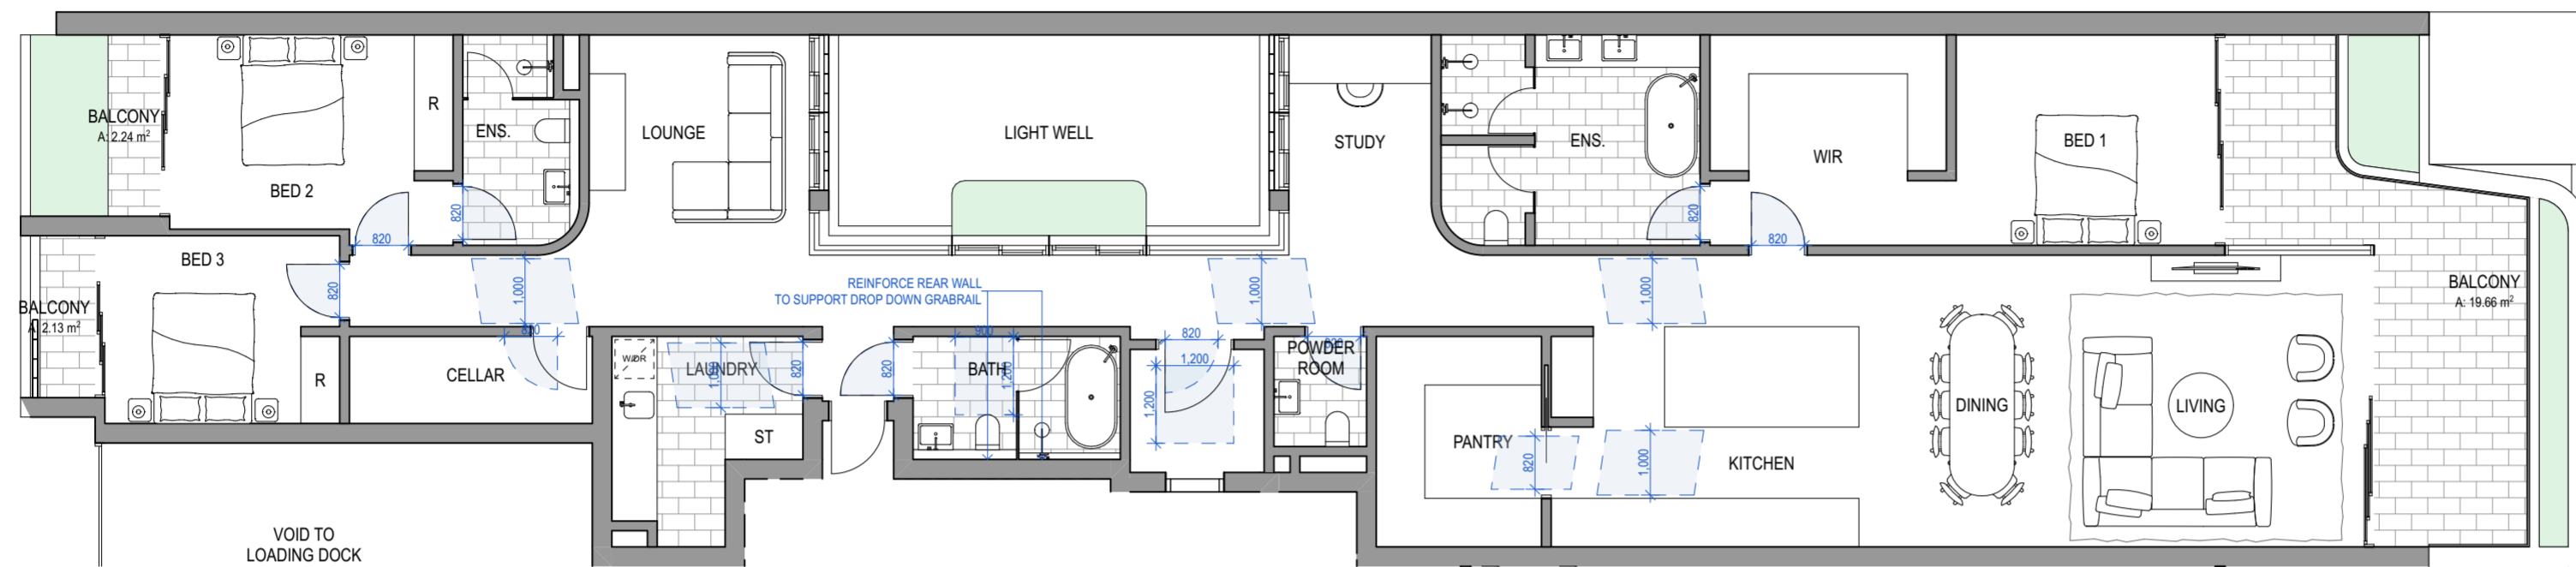 BALCONY
A: 2.24 m²
BED 2
R
820
820
ENS.
LOUNGE
LIGHT WELL
STUDY
ENS.
820
WIR
820
BED 1
BALCONY
A: 19.66 m²
BED 3
BALCONY
A: 2.13 m²
820
R
1,000
CELLAR
REINFORCE REAR WALL
TO SUPPORT DROP DOWN GRABRAIL
1,000
1,000
LAUNDRY
820
ST
820
900
BATH
1,200
820
1,200
1,200
POWDER
ROOM
PANTRY
820
1,000
KITCHEN
DINING
LIVING
VOID TO
LOADING DOCK